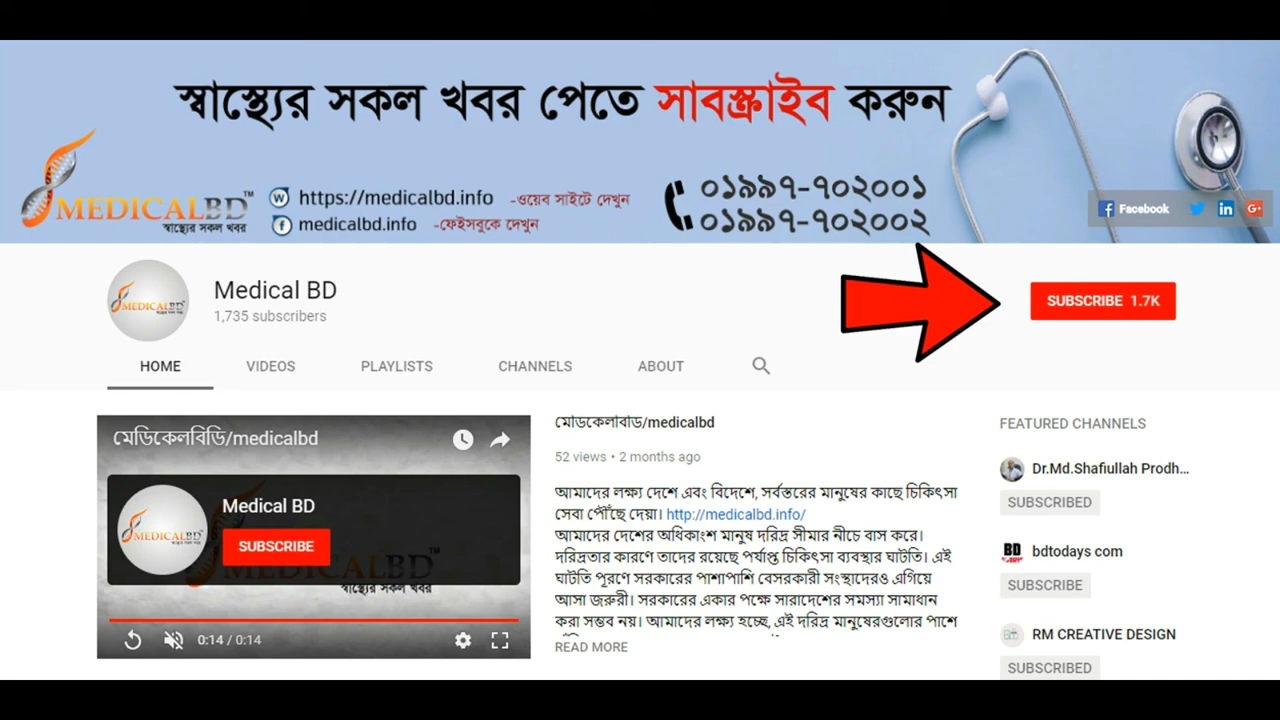 স্বাস্থ্যের সকল খবর পেতে সাবস্ক্রাইব করুন
MEDICALBD™
স্বাস্থ্যের সকল খবর
https://medicalbd.info -ওয়েব সাইটে দেখুন
medicalbd.info -ফেইসবুকে দেখুন
০১৯৯৭-৭০২০০১
০১৯৯৭-৭০২০০২
Facebook
Medical BD
1,735 subscribers
SUBSCRIBE 1.7K
HOME VIDEOS PLAYLISTS CHANNELS ABOUT
মেডিকেলবিডি/medicalbd
Medical BD
SUBSCRIBE
স্বাস্থ্যের সকল খবর
0:14 / 0:14
মেডিকেলবিডি/medicalbd
52 views • 2 months ago
আমাদের লক্ষ্য দেশে এবং বিদেশে, সর্বস্তরের মানুষের কাছে চিকিৎসা
সেবা পৌঁছে দেয়া। http://medicalbd.info/
আমাদের দেশের অধিকাংশ মানুষ দরিদ্র সীমার নীচে বাস করে।
দরিদ্রতার কারণে তাদের রয়েছে পর্যাপ্ত চিকিৎসা ব্যবস্থার ঘাটতি। এই
ঘাটতি পূরণে সরকারের পাশাপাশি বেসরকারী সংস্থাদেরও এগিয়ে
আসা জরুরী। সরকারের একার পক্ষে সারাদেশের সমস্যা সামাধান
করা সম্ভব নয়। আমাদের লক্ষ্য হচ্ছে, এই দরিদ্র মানুষেরগুলোর পাশে
READ MORE
FEATURED CHANNELS
Dr.Md.Shafiullah Prodh...
SUBSCRIBED
bdtodays com
SUBSCRIBED
RM CREATIVE DESIGN
SUBSCRIBED